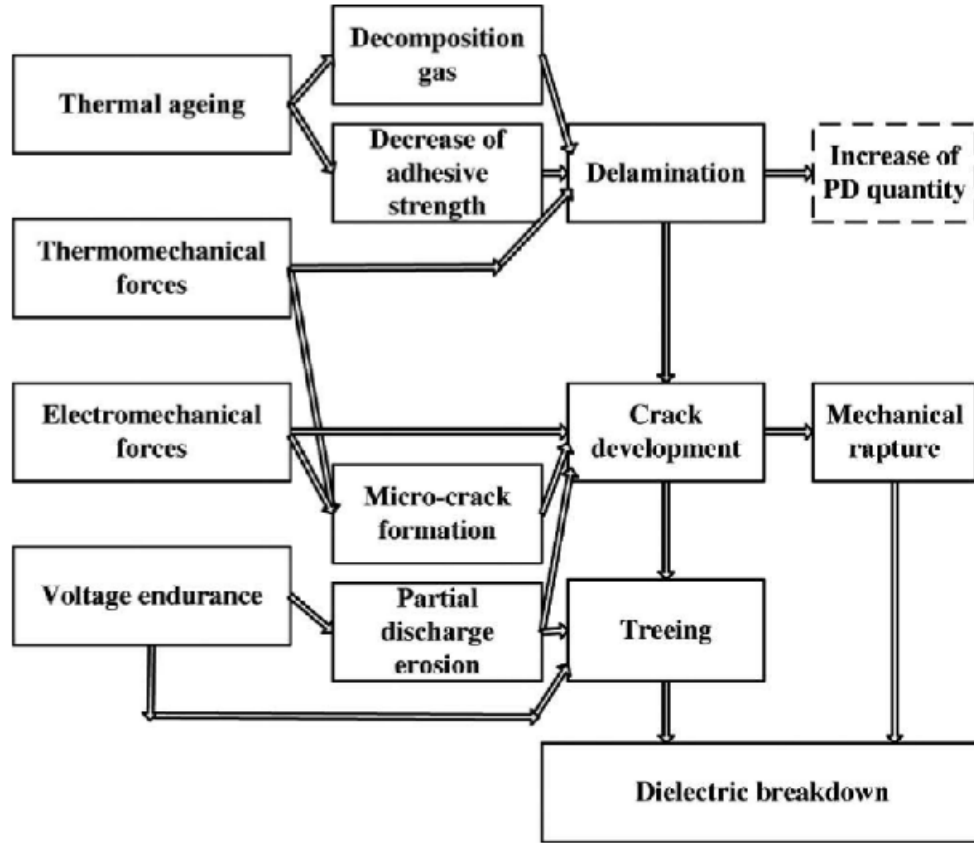 Decomposition
gas
Thermal ageing
Decrease of
adhesive
strength
Delamination
Increase of
PD quantity
Thermomechanical
forces
Electromechanical
forces
Crack
development
Mechanical
rapture
Micro-crack
formation
Voltage endurance
Partial
discharge
erosion
Treeing
Dielectric breakdown